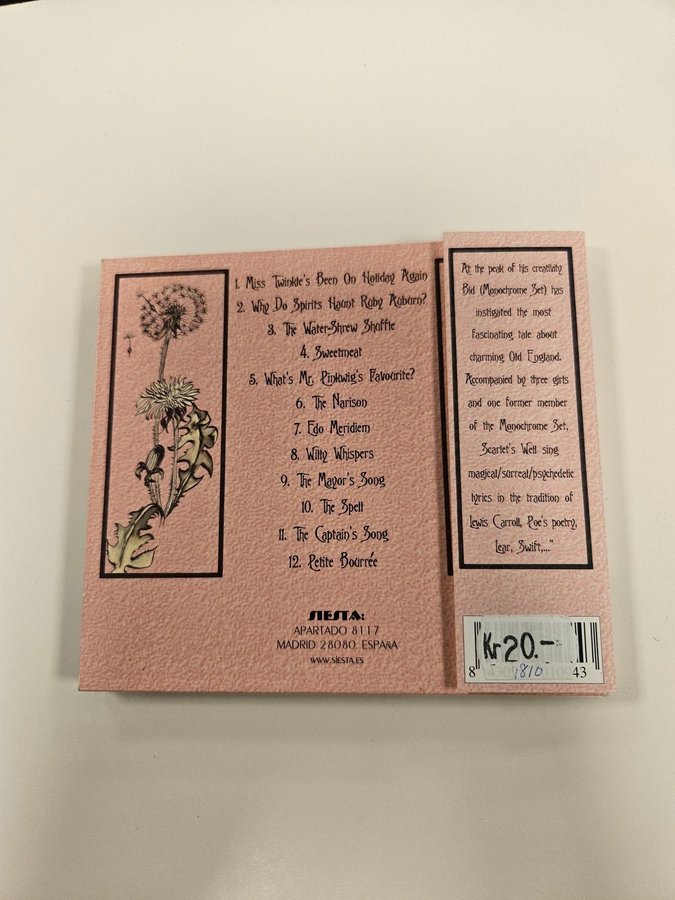 1. Miss Twinkle's Been On Holiday Again
2. Why Do Spirits Haunt Ruby Auburn?
3. The Water-Shrew Shuffle
4. Sweetmeat
5. What's Mr. Pinkwig's Favourite?
6. The Narison
7. Edo Meridiem
8. Willy Whispers
9. The Mayor's Song
10. The Spell
11. The Captain's Song
12. Petite Bourrée
SIESTA:
APARTADO 8117
MADRID 28080. ESPAÑA
WWW.SIESTA.ES
At the peak of his creativity
Bid (Monochrome Set) has
instigated the most
fascinating tale about
charming Old England.
Accompanied by three girls
and one former member
of the Monochrome Set,
Scarlet's Well sing
magical/surreal/psychedelic
lyrics in the tradition of
Lewis Carroll, Poe's poetry,
Lear, Swift,..."
Kr 20.-
8 1810 43